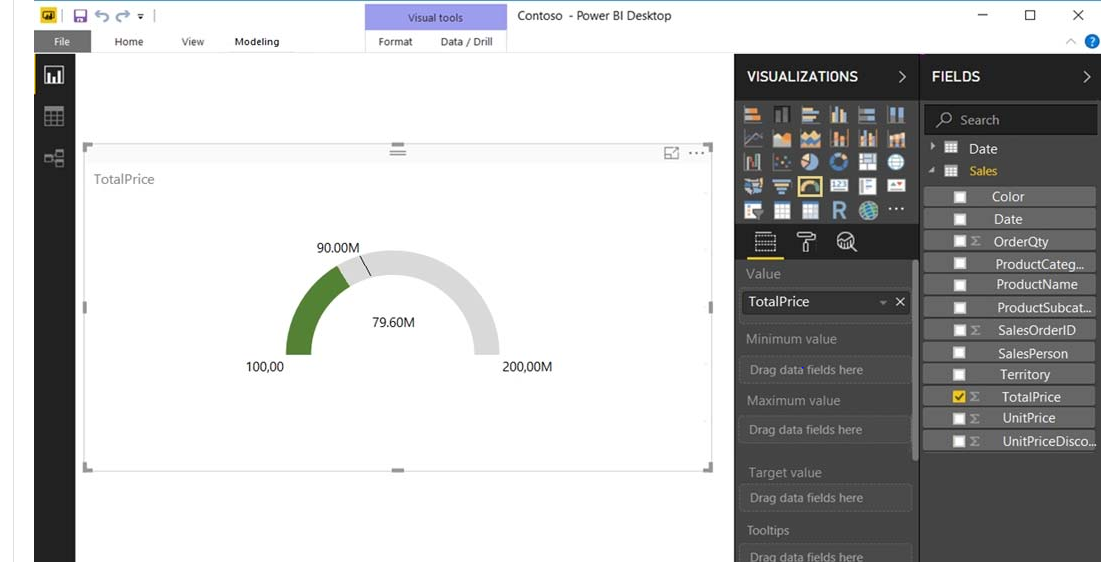 Visual tools
Contoso - Power BI Desktop
File
Home
View
Modeling
Format
Data / Drill
?
VISUALIZATIONS
FIELDS
Search
Date
Sales
Color
Date
Σ OrderQty
ProductCateg...
ProductName
ProductSubcat...
Σ SalesOrderID
SalesPerson
Territory
Σ TotalPrice
Σ UnitPrice
Σ UnitPriceDisco...
123
R
Value
TotalPrice
Minimum value
Drag data fields here
Maximum value
Drag data fields here
Target value
Drag data fields here
Tooltips
Drag data fields here
TotalPrice
90.00M
79.60M
100,00
200,00M